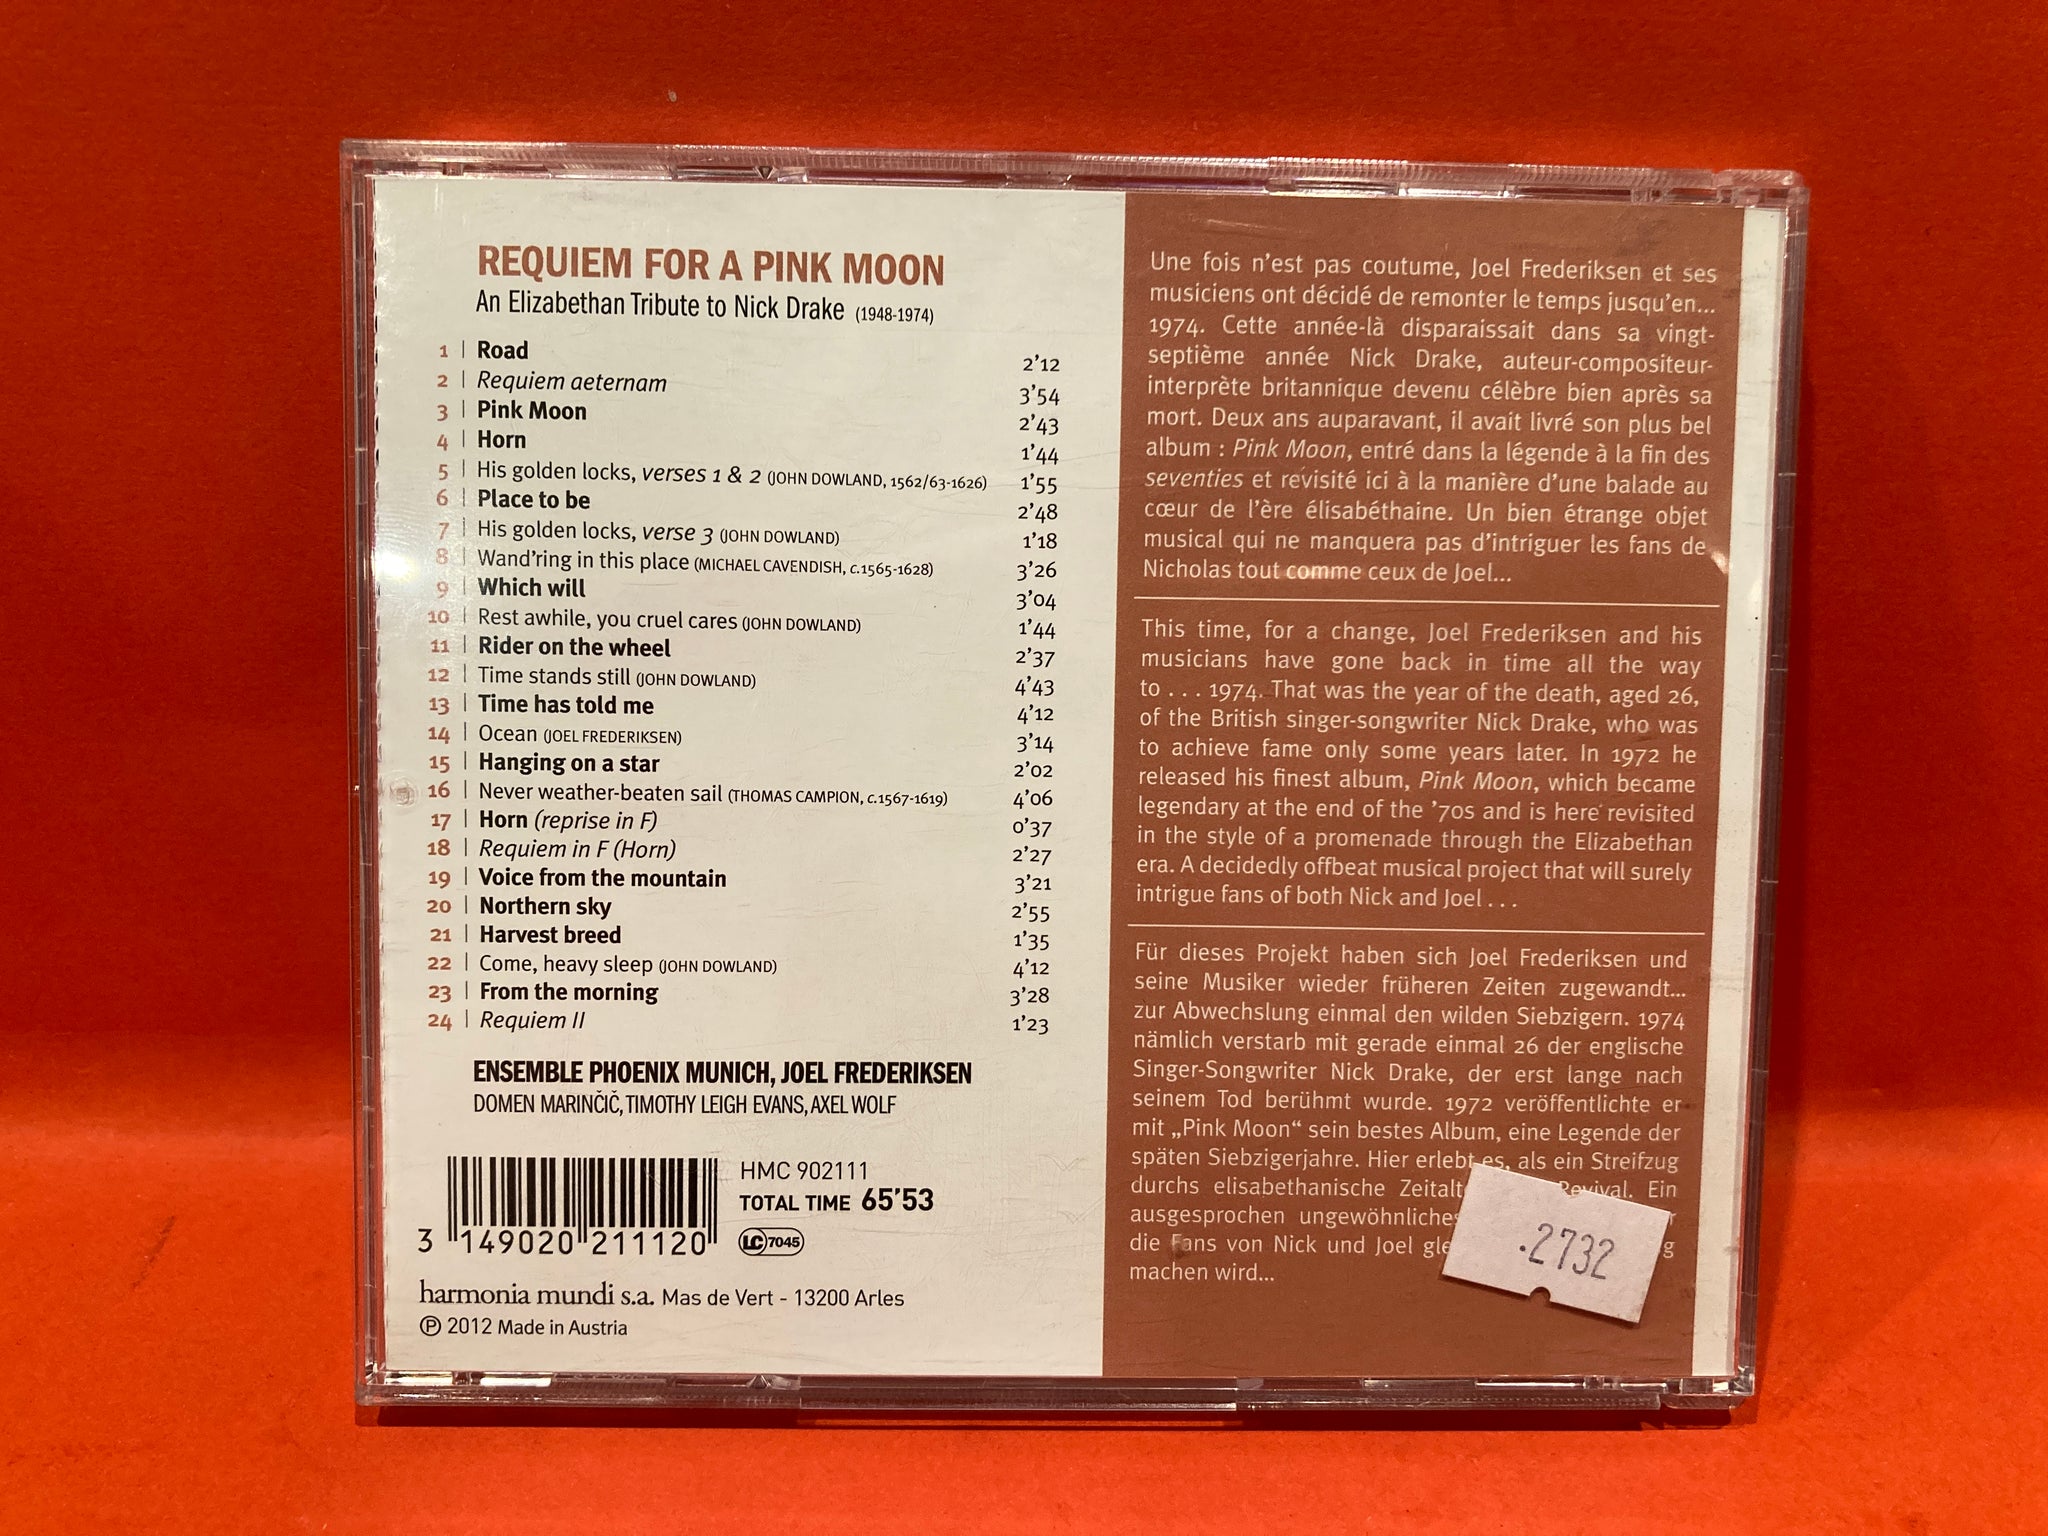 REQUIEM FOR A PINK MOON
An Elizabethan Tribute to Nick Drake (1948-1974)
1 | Road 2'12
2 | Requiem aeternam 3'54
3 | Pink Moon 2'43
4 | Horn 1'44
5 | His golden locks, verses 1 & 2 (JOHN DOWLAND, 1562/63-1626) 1'55
6 | Place to be 2'48
7 | His golden locks, verse 3 (JOHN DOWLAND) 1'18
8 | Wand'ring in this place (MICHAEL CAVENDISH, c.1565-1628) 3'26
9 | Which will 3'04
10 | Rest awhile, you cruel cares (JOHN DOWLAND) 1'44
11 | Rider on the wheel 2'37
12 | Time stands still (JOHN DOWLAND) 4'43
13 | Time has told me 4'12
14 | Ocean (JOEL FREDERIKSEN) 3'14
15 | Hanging on a star 2'02
16 | Never weather-beaten sail (THOMAS CAMPION, c.1567-1619) 4'06
17 | Horn (reprise in F) 0'37
18 | Requiem in F (Horn) 2'27
19 | Voice from the mountain 3'21
20 | Northern sky 2'55
21 | Harvest breed 1'35
22 | Come, heavy sleep (JOHN DOWLAND) 4'12
23 | From the morning 3'28
24 | Requiem II 1'23
ENSEMBLE PHOENIX MUNICH, JOEL FREDERIKSEN
DOMEN MARINČIČ, TIMOTHY LEIGH EVANS, AXEL WOLF
HMC 902111
TOTAL TIME 65'53
LC 7045
3 149020 211120
harmonia mundi s.a. Mas de Vert - 13200 Arles
℗ 2012 Made in Austria
Une fois n'est pas coutume, Joel Frederiksen et ses
musiciens ont décidé de remonter le temps jusqu'en...
1974. Cette année-là disparaissait dans sa vingt-
septième année Nick Drake, auteur-compositeur-
interprète britannique devenu célèbre bien après sa
mort. Deux ans auparavant, il avait livré son plus bel
album : Pink Moon, entré dans la légende à la fin des
seventies et revisité ici à la manière d'une balade au
cœur de l'ère élisabéthaine. Un bien étrange objet
musical qui ne manquera pas d'intriguer les fans de
Nicholas tout comme ceux de Joel...
This time, for a change, Joel Frederiksen and his
musicians have gone back in time all the way
to . . . 1974. That was the year of the death, aged 26,
of the British singer-songwriter Nick Drake, who was
to achieve fame only some years later. In 1972 he
released his finest album, Pink Moon, which became
legendary at the end of the '70s and is here revisited
in the style of a promenade through the Elizabethan
era. A decidedly offbeat musical project that will surely
intrigue fans of both Nick and Joel . . .
Für dieses Projekt haben sich Joel Frederiksen und
seine Musiker wieder früheren Zeiten zugewandt...
zur Abwechslung einmal den wilden Siebzigern. 1974
nämlich verstarb mit gerade einmal 26 der englische
Singer-Songwriter Nick Drake, der erst lange nach
seinem Tod berühmt wurde. 1972 veröffentlichte er
mit „Pink Moon“ sein bestes Album, eine Legende der
späten Siebzigerjahre. Hier erlebt es, als ein Streifzug
durchs elisabethanische Revival. Ein
ausgesprochen
die Fans von Nick und Joel
machen wird...
.2732